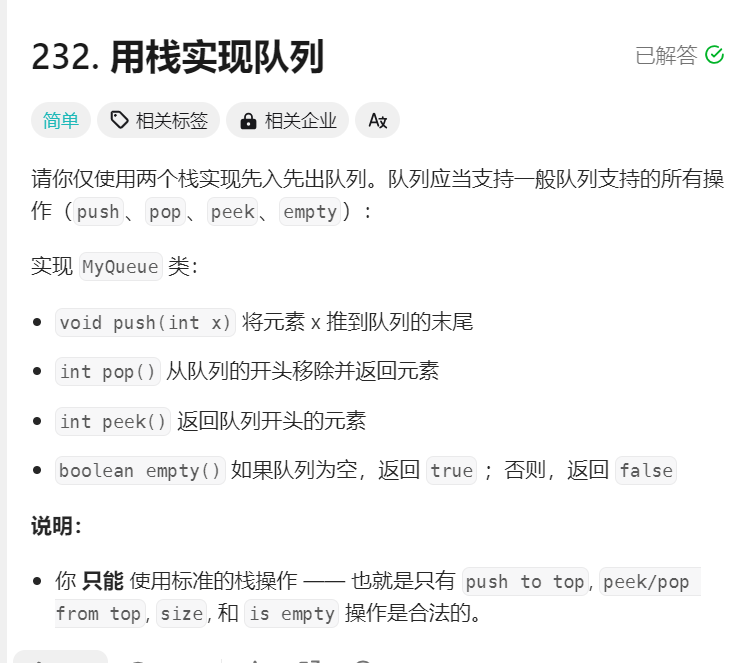 232. 用栈实现队列
已解答
简单 相关标签 相关企业 A文
请你仅使用两个栈实现先入先出队列。队列应当支持一般队列支持的所有操
作（push、pop、peek、empty）：
实现 MyQueue 类：
• void push(int x) 将元素 x 推到队列的末尾
• int pop() 从队列的开头移除并返回元素
• int peek() 返回队列开头的元素
• boolean empty() 如果队列为空，返回 true ；否则，返回 false
说明：
• 你 只能 使用标准的栈操作 —— 也就是只有 push to top, peek/pop
from top, size, 和 is empty 操作是合法的。